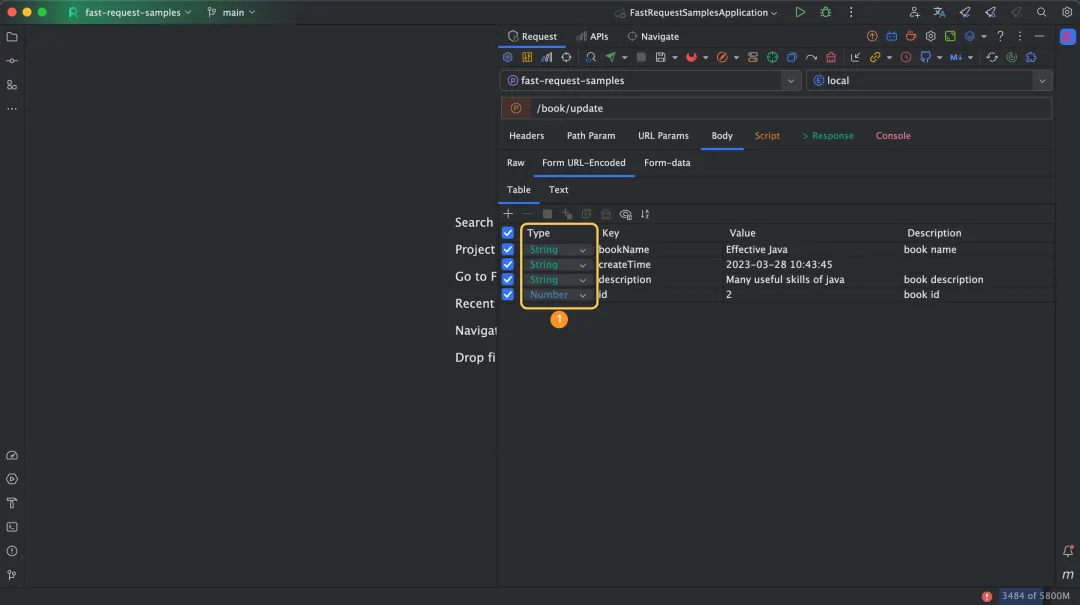 fast-request-samples main FastRequestSamplesApplication
Request APIs Navigate
M↓
P fast-request-samples E local
P /book/update
Headers Path Param URL Params Body Script > Response Console
Raw Form URL-Encoded Form-data
Table Text
Type Key Value Description
String bookName Effective Java book name
String createTime 2023-03-28 10:43:45
String description Many useful skills of java book description
Number id 2 book id
1
Search
Project
Go to F
Recent
Navigat
Drop fi
m
3484 of 5800M